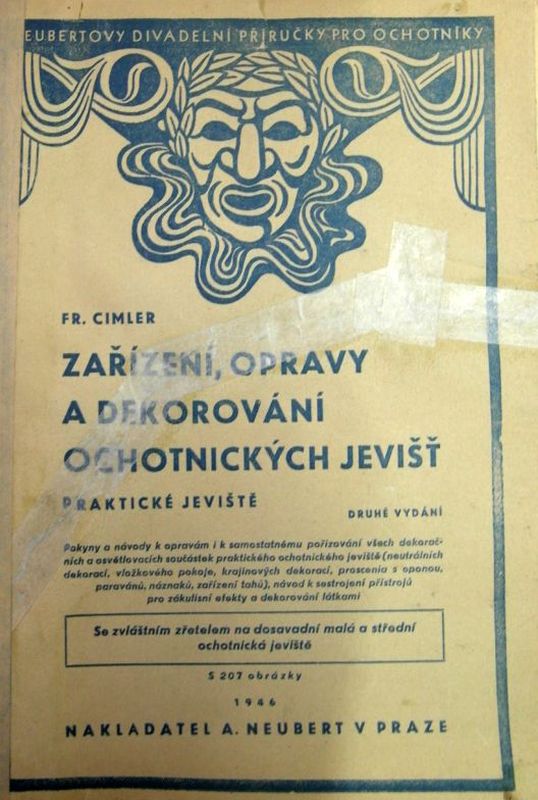 EUBERTOVY DIVADELNÍ PŘÍRUČKY PRO OCHOTNÍKY
FR. CIMLER
ZAŘÍZENÍ, OPRAVY
A DEKOROVÁNÍ
OCHOTNICKÝCH JEVIŠŤ
PRAKTICKÉ JEVIŠTĚ
DRUHÉ VYDÁNÍ
Pokyny a návody k opravám i k samostatnému pořizování všech dekorač-
ních a osvětlovacích součástek praktického ochotnického jeviště (neutrálních
dekorací, vložkového pokoje, krajinových dekorací, proscenia s oponou,
paravánů, náznaků, zařízení tahů), návod k sestrojení přístrojů
pro zákulisní efekty a dekorování látkami
Se zvláštním zřetelem na dosavadní malá a střední
ochotnická jeviště
S 207 obrázky
1946
NAKLADATEL A. NEUBERT V PRAZE